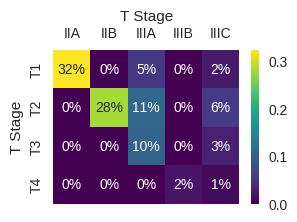 T Stage
IIA IIB IIIA IIIB IIIC
T1 32% 0% 5% 0% 2%
T2 0% 28% 11% 0% 6%
T3 0% 0% 10% 0% 3%
T4 0% 0% 0% 2% 1%
T Stage
0.3
0.2
0.1
0.0